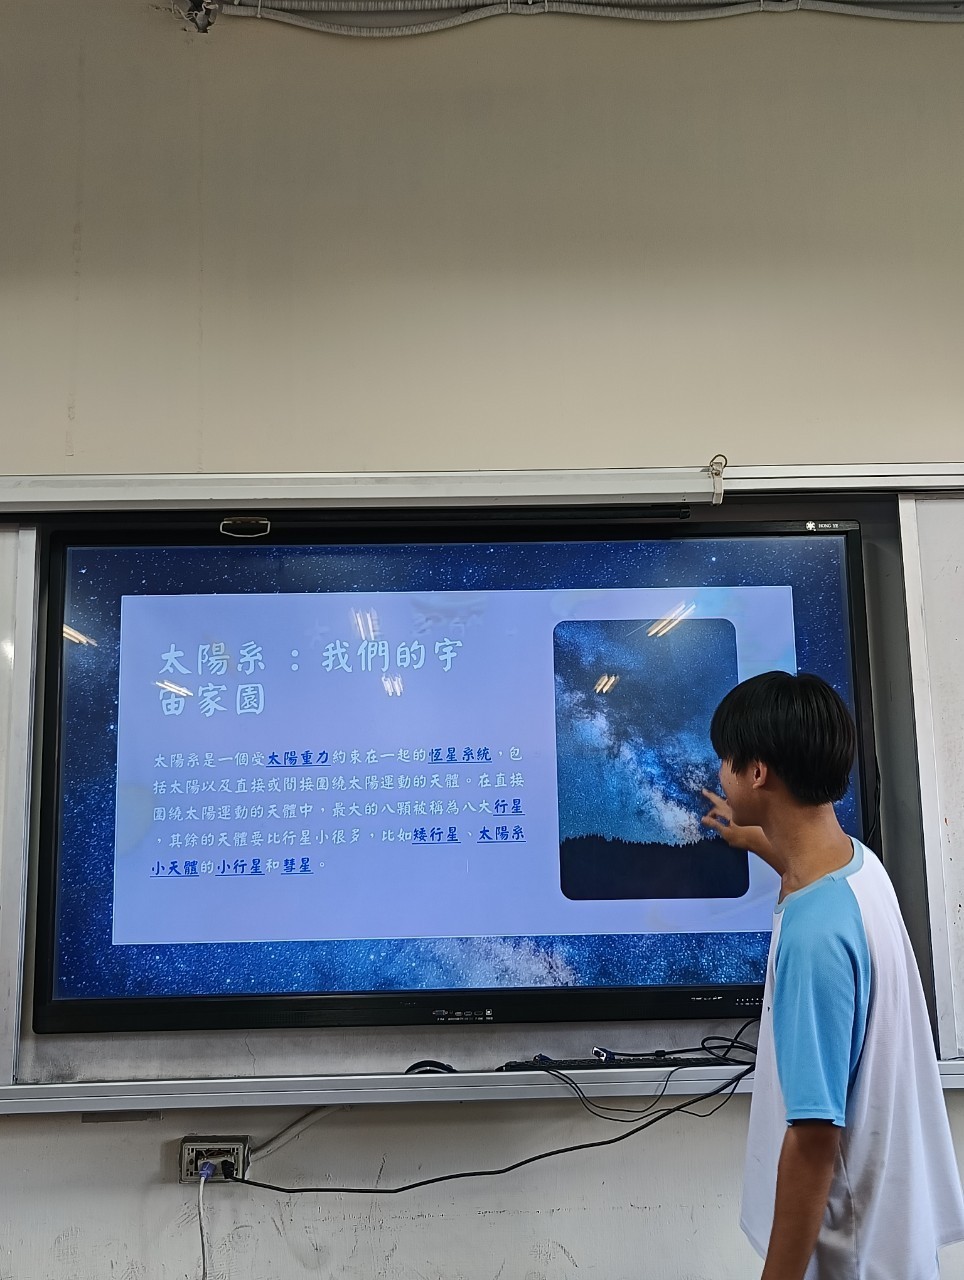 HONG YE
太陽系：我們的宇
宙家園
太陽系是一個受太陽重力約束在一起的恆星系統，包
括太陽以及直接或間接圍繞太陽運動的天體。在直接
圍繞太陽運動的天體中，最大的八顆被稱為八大行星
，其餘的天體要比行星小很多，比如矮行星、太陽系
小天體的小行星和彗星。